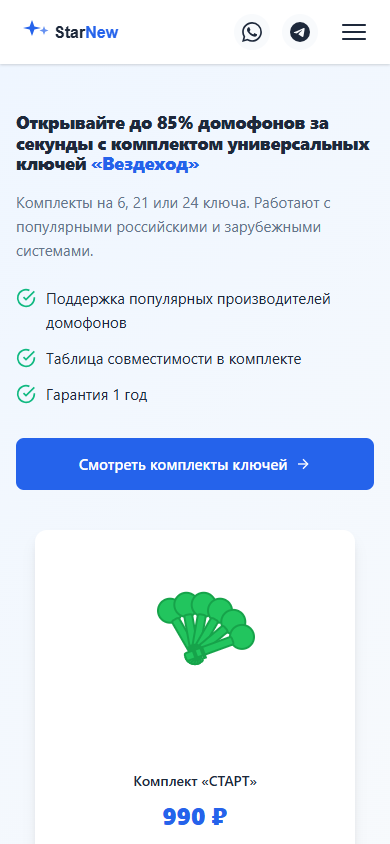 StarNew
Открывайте до 85% домофонов за
секунды с комплектом универсальных
ключей «Вездеход»
Комплекты на 6, 21 или 24 ключа. Работают с
популярными российскими и зарубежными
системами.
Поддержка популярных производителей
домофонов
Таблица совместимости в комплекте
Гарантия 1 год
Смотреть комплекты ключей →
Комплект «СТАРТ»
990 ₽